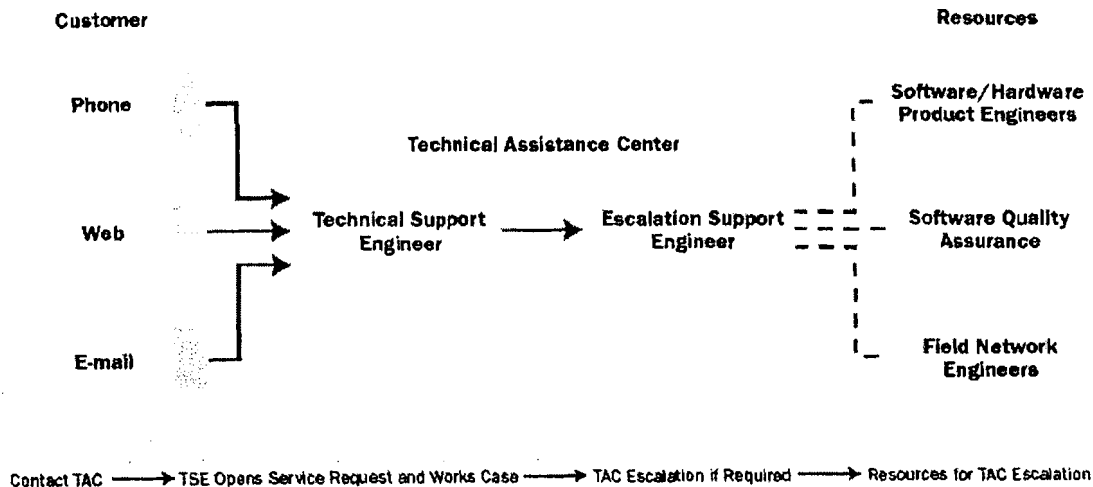 Customer
Resources
Phone
Software/Hardware
Product Engineers
Technical Assistance Center
Web
Technical Support
Engineer
Escalation Support
Engineer
Software Quality
Assurance
E-mail
Field Network
Engineers
Contact TAC
TSE Opens Service Request and Works Case
TAC Escalation if Required
Resources for TAC Escalation